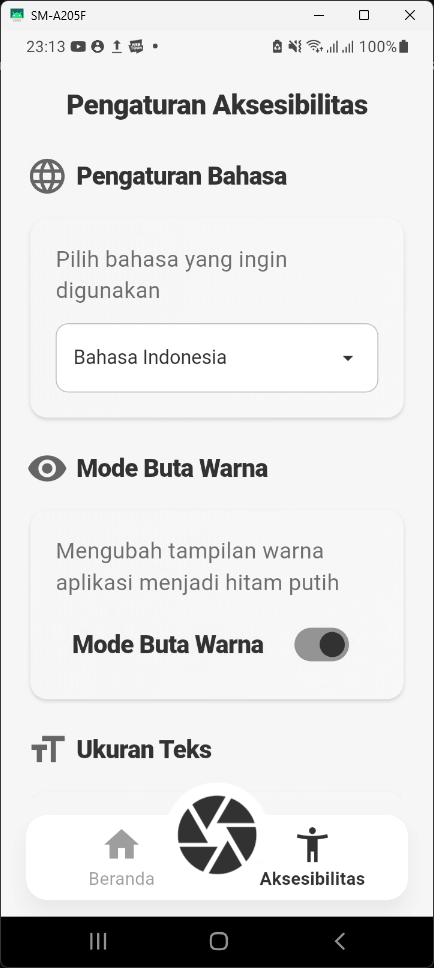 SM-A205F
23:13
100%
Pengaturan Aksesibilitas
Pengaturan Bahasa
Pilih bahasa yang ingin
digunakan
Bahasa Indonesia
Mode Buta Warna
Mengubah tampilan warna
aplikasi menjadi hitam putih
Mode Buta Warna
Ukuran Teks
Beranda
Aksesibilitas